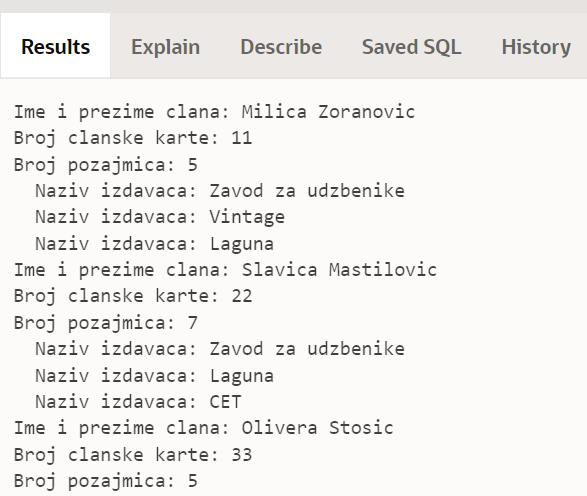 Results Explain Describe Saved SQL History
Ime i prezime clana: Milica Zoranovic
Broj clanske karte: 11
Broj pozajmica: 5
Naziv izdavaca: Zavod za udzbenike
Naziv izdavaca: Vintage
Naziv izdavaca: Laguna
Ime i prezime clana: Slavica Mastilovic
Broj clanske karte: 22
Broj pozajmica: 7
Naziv izdavaca: Zavod za udzbenike
Naziv izdavaca: Laguna
Naziv izdavaca: CET
Ime i prezime clana: Olivera Stosic
Broj clanske karte: 33
Broj pozajmica: 5